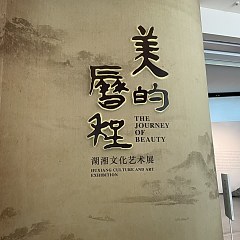 美的曆程
THE
JOURNEY
OF
BEAUTY
湖湘文化艺术展
HUXIANG CULTURE AND ART
EXHIBITION